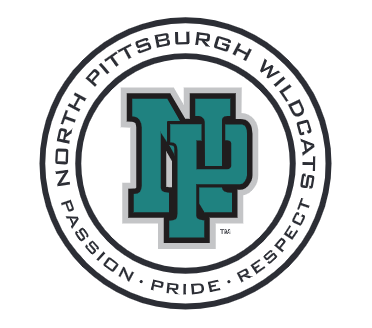 NORTH PITTSBURGH WILDCATS
NP
TM
PASSION · PRIDE · RESPECT